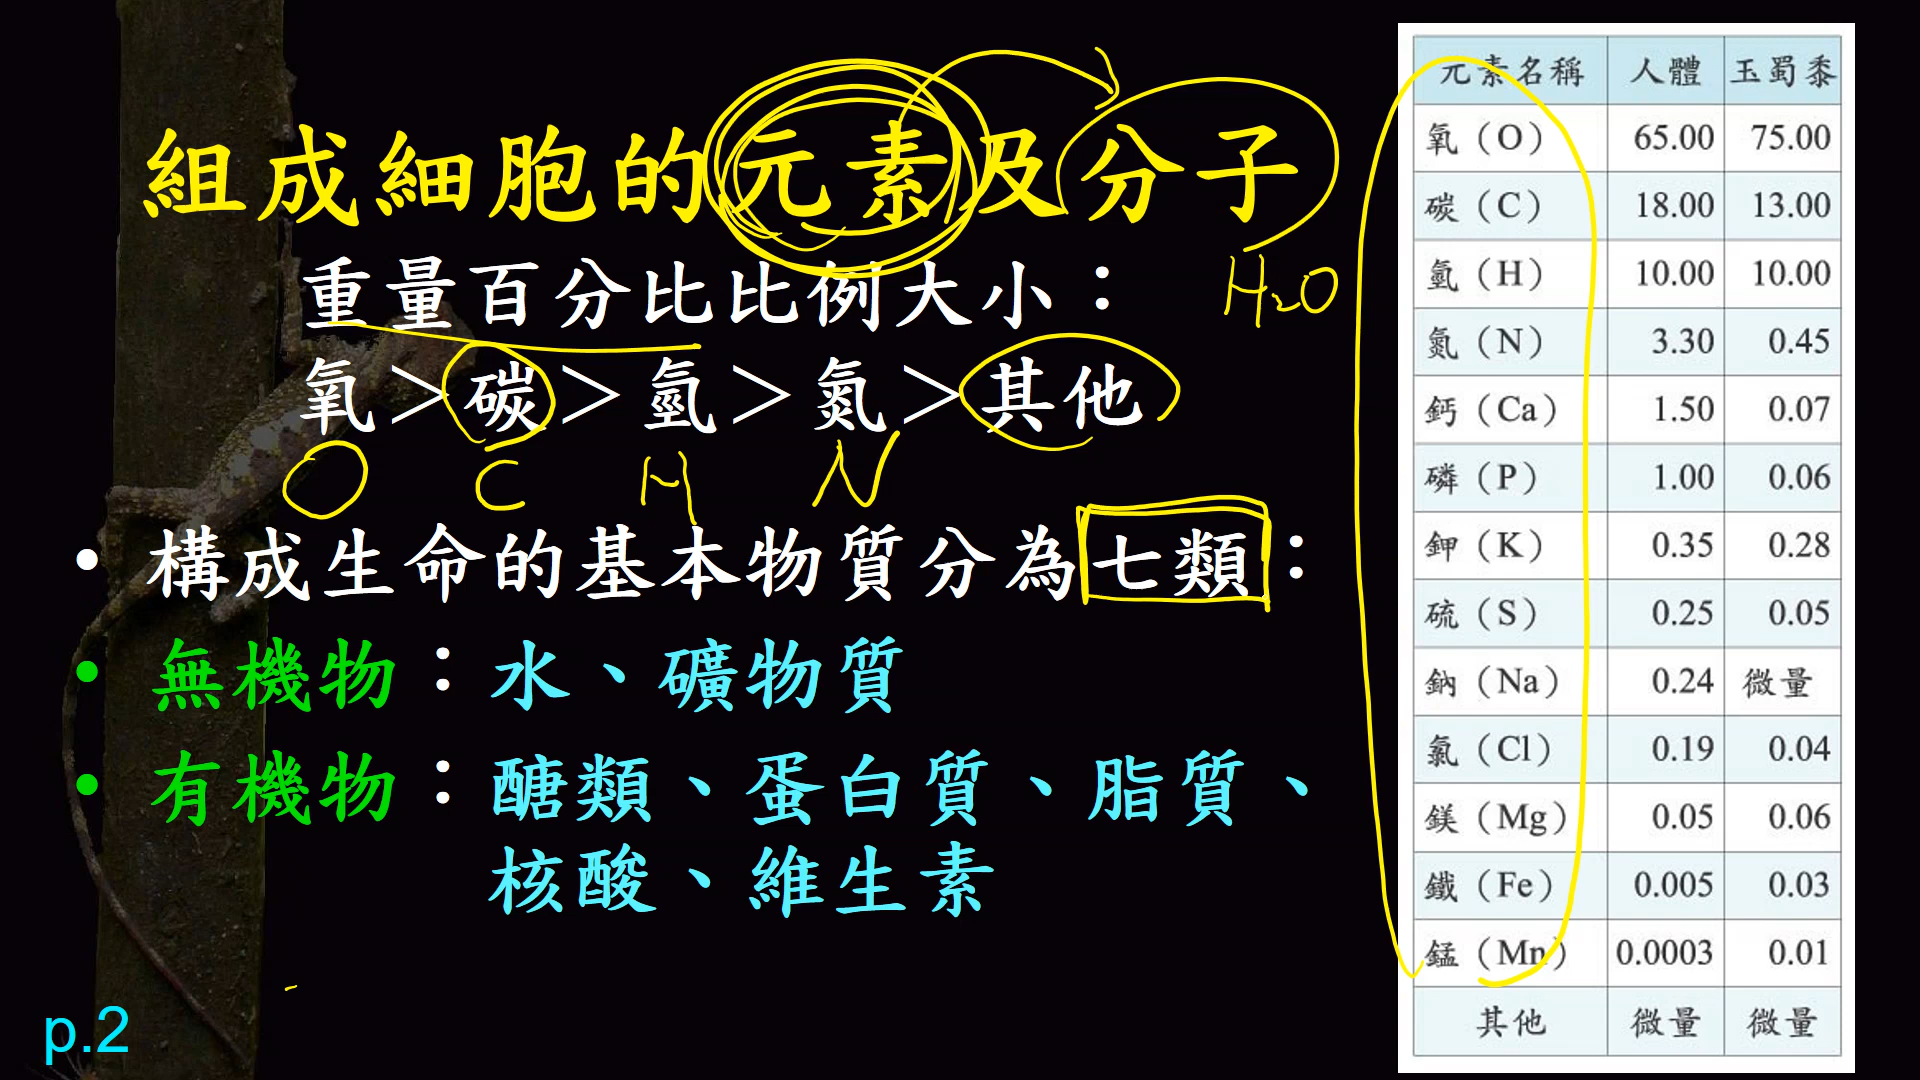 組成細胞的元素及分子
重量百分比比例大小：
H₂O
氧＞碳＞氫＞氮＞其他
O C H N
• 構成生命的基本物質分為七類：
• 無機物：水、礦物質
• 有機物：醣類、蛋白質、脂質、
核酸、維生素
p.2
元素名稱 人體 玉蜀黍
氧（O） 65.00 75.00
碳（C） 18.00 13.00
氫（H） 10.00 10.00
氮（N） 3.30 0.45
鈣（Ca） 1.50 0.07
磷（P） 1.00 0.06
鉀（K） 0.35 0.28
硫（S） 0.25 0.05
鈉（Na） 0.24 微量
氯（Cl） 0.19 0.04
鎂（Mg） 0.05 0.06
鐵（Fe） 0.005 0.03
錳（Mn） 0.0003 0.01
其他 微量 微量